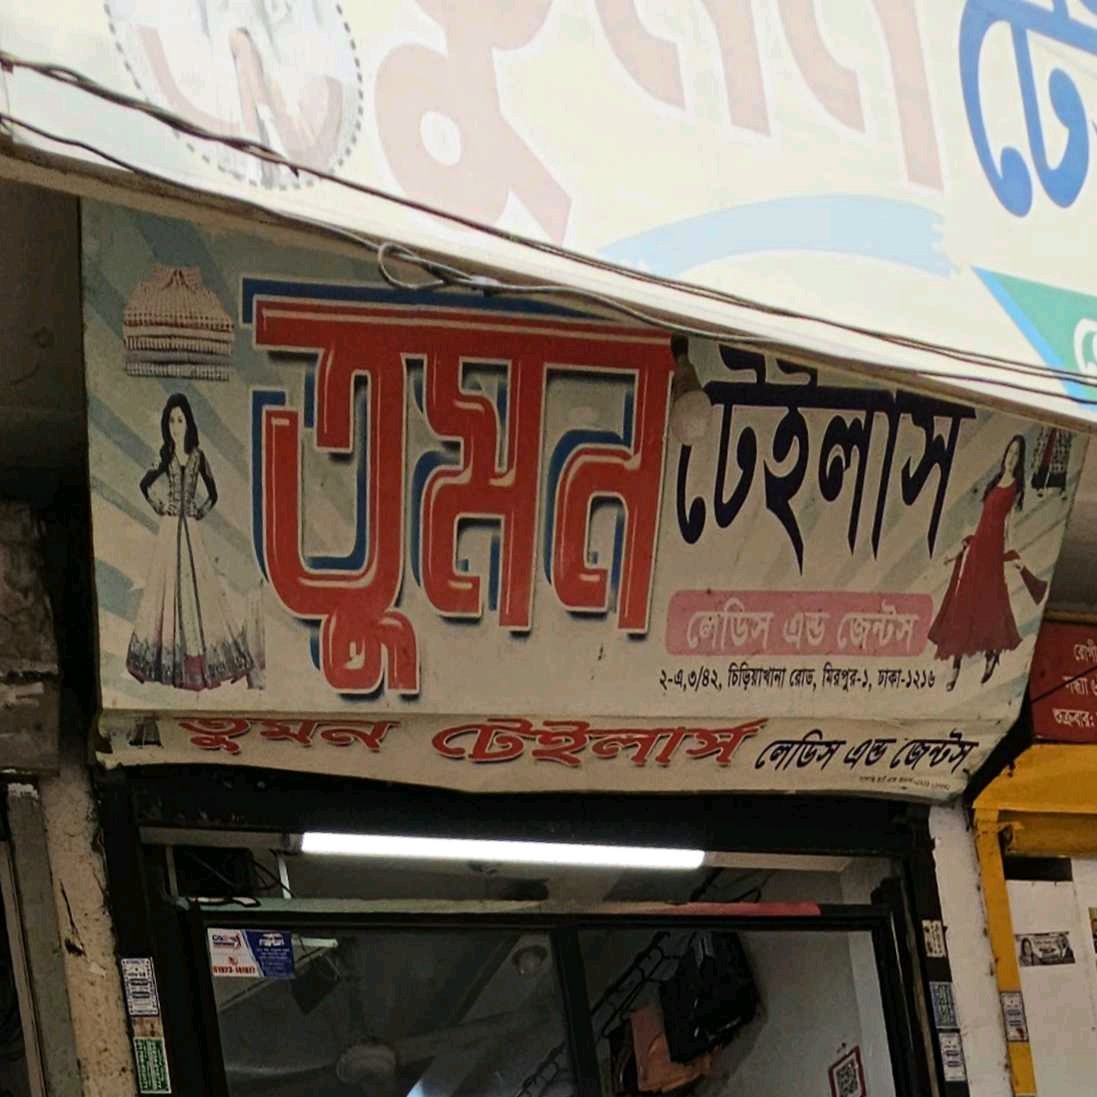 তুমন টেইলার্স
লেডিস এন্ড জেন্টস
২-এ,৩/৪২, চিড়িয়াখানা রোড, মিরপুর-১, ঢাকা-১২১৬
তুমন টেইলার্স লেডিস এন্ড জেন্টস